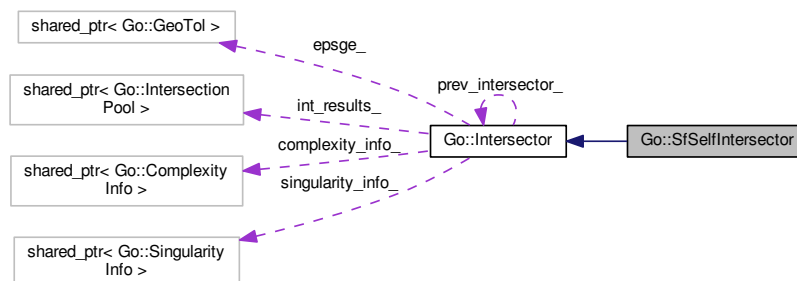 shared_ptr< Go::GeoTol >
epsge_
shared_ptr< Go::Intersection
Pool >
int_results_
prev_intersector_
Go::Intersector
Go::SfSelfIntersector
complexity_info_
shared_ptr< Go::Complexity
Info >
singularity_info_
shared_ptr< Go::Singularity
Info >